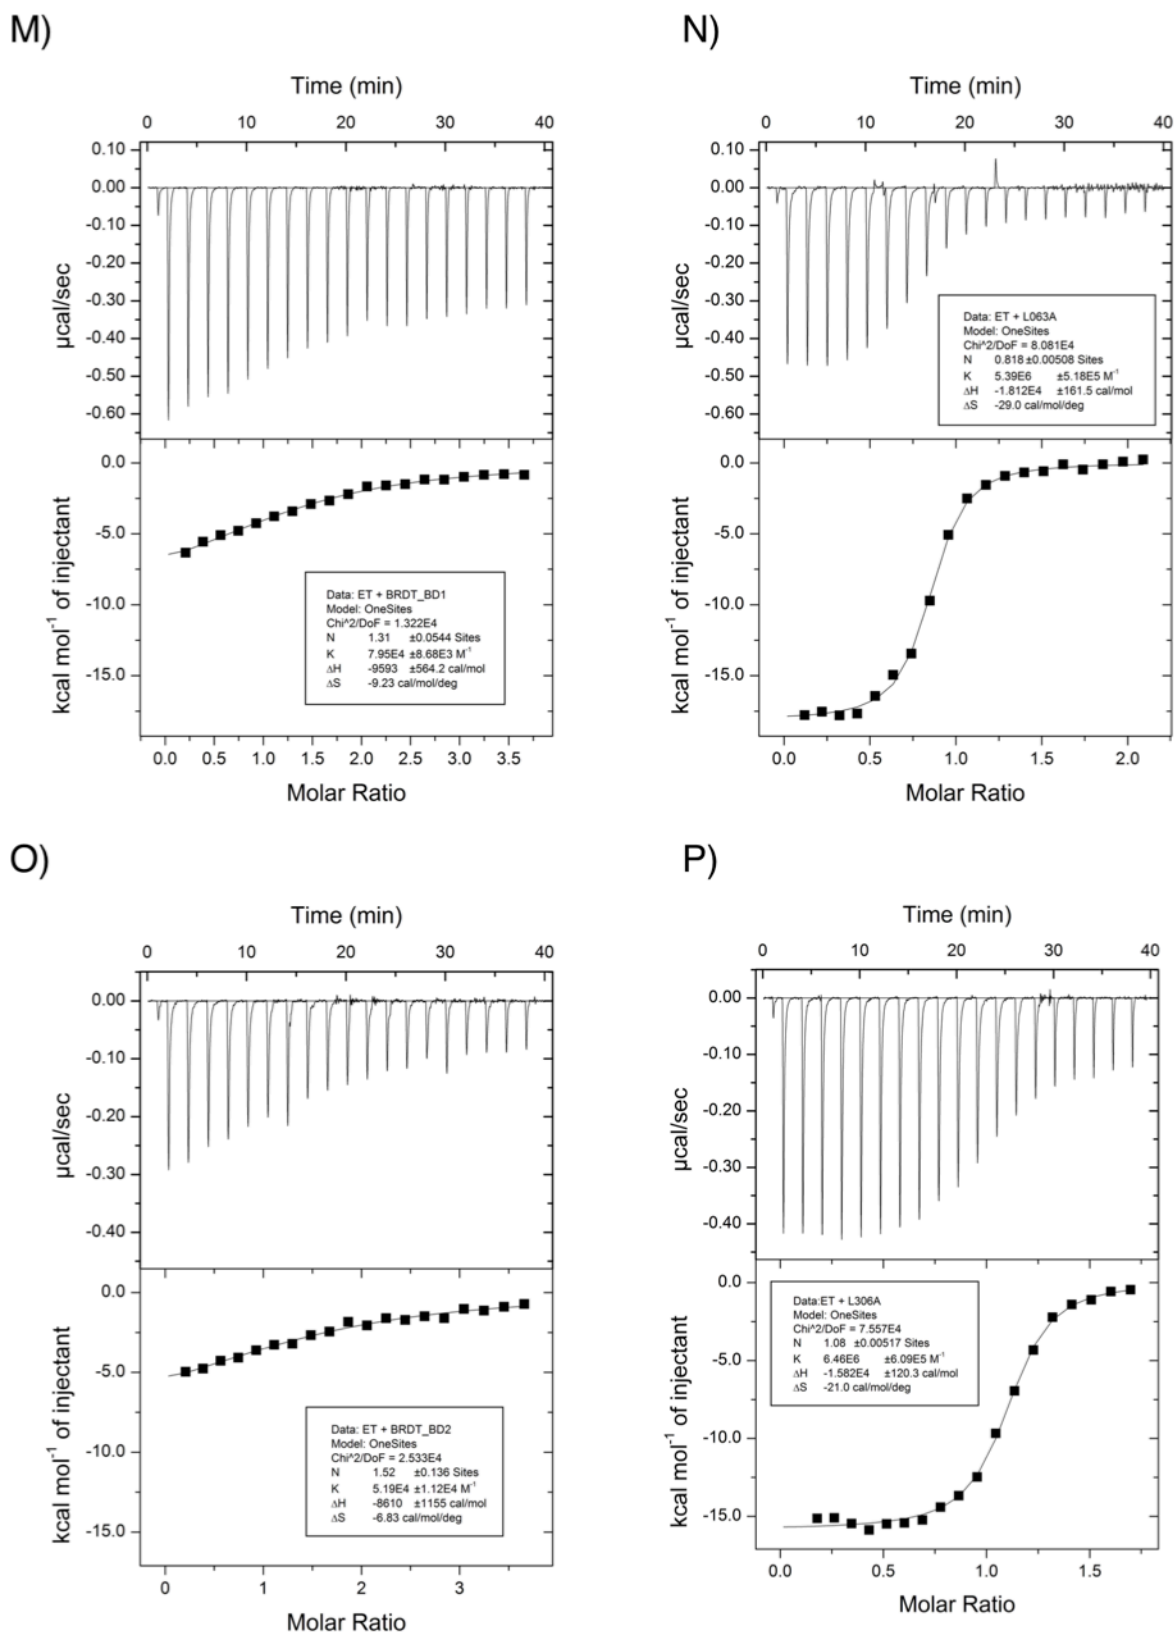 M)
Time (min)
0 10 20 30 40
0.10
0.00
-0.10
-0.20
-0.30
-0.40
-0.50
-0.60
µcal/sec
0.0
-5.0
-10.0
-15.0
kcal mol⁻¹ of injectant
Data: ET + BRDT_BD1
Model: OneSites
Chi^2/DoF = 1.322E4
N 1.31 ±0.0544 Sites
K 7.95E4 ±8.68E3 M⁻¹
ΔH -9593 ±564.2 cal/mol
ΔS -9.23 cal/mol/deg
0.0 0.5 1.0 1.5 2.0 2.5 3.0 3.5
Molar Ratio
N)
Time (min)
0 10 20 30 40
0.10
0.00
-0.10
-0.20
-0.30
-0.40
-0.50
-0.60
µcal/sec
Data: ET + L063A
Model: OneSites
Chi^2/DoF = 8.081E4
N 0.818 ±0.00508 Sites
K 5.39E6 ±5.18E5 M⁻¹
ΔH -1.812E4 ±161.5 cal/mol
ΔS -29.0 cal/mol/deg
0.0
-5.0
-10.0
-15.0
kcal mol⁻¹ of injectant
0.0 0.5 1.0 1.5 2.0
Molar Ratio
O)
Time (min)
0 10 20 30 40
0.00
-0.10
-0.20
-0.30
-0.40
µcal/sec
0.0
-5.0
-10.0
-15.0
kcal mol⁻¹ of injectant
Data: ET + BRDT_BD2
Model: OneSites
Chi^2/DoF = 2.533E4
N 1.52 ±0.136 Sites
K 5.19E4 ±1.12E4 M⁻¹
ΔH -8610 ±1155 cal/mol
ΔS -6.83 cal/mol/deg
0 1 2 3
Molar Ratio
P)
Time (min)
0 10 20 30 40
0.00
-0.10
-0.20
-0.30
-0.40
µcal/sec
0.0
-5.0
-10.0
-15.0
kcal mol⁻¹ of injectant
Data:ET + L306A
Model: OneSites
Chi^2/DoF = 7.557E4
N 1.08 ±0.00517 Sites
K 6.46E6 ±6.09E5 M⁻¹
ΔH -1.582E4 ±120.3 cal/mol
ΔS -21.0 cal/mol/deg
0.0 0.5 1.0 1.5
Molar Ratio